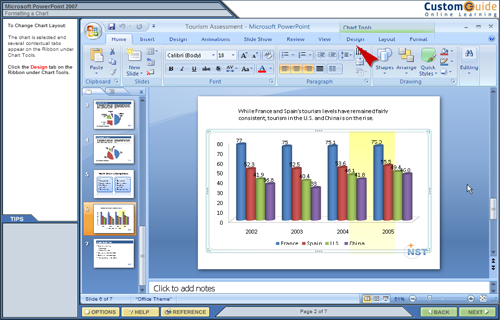 Microsoft PowerPoint 2007
Formatting a Chart
CustomGuide
Online Learning
To Change Chart Layout
The chart is selected and several contextual tabs appear on the Ribbon under Chart Tools.
Click the Design tab on the Ribbon under Chart Tools.
TIPS
Tourism Assessment - Microsoft PowerPoint
Chart Tools
Home Insert Design Animations Slide Show Review View Design Layout Format
Paste
New Slide
Calibri (Body) 18
Shapes Arrange Quick Styles
Editing
Clipboard Slides Font Paragraph Drawing
While France and Spain's tourism levels have remained fairly
consistent, tourism in the U.S. and China is on the rise.
80
70
60
50
40
30
20
10
0
77 52.3 41.9 36.8
75 52.5 40.4 33
75.1 53.6 46.1 41.8
75.2 55.5 49.4
2002 2003 2004 2005
France Spain U.S. China
NST
Click to add notes
Slide 6 of 7 "Office Theme" 51%
OPTIONS ? / HELP REFERENCE Page 2 of 7 BACK NEXT